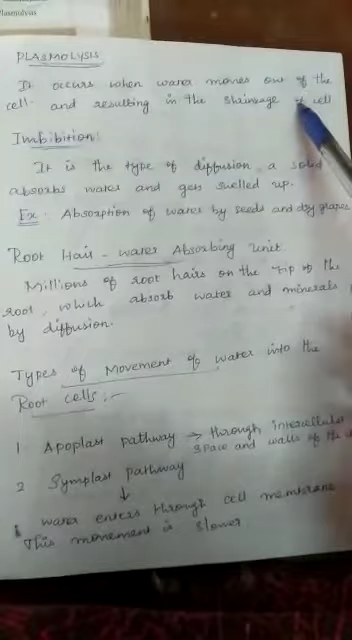 Plasmolysis
PLASMOLYSIS
It occurs when water moves out of the
cell and resulting in the shrinkage of cell
Imbibition:
It is the type of diffusion a solid
absorbs water and gets swelled up.
Ex: Absorption of water by seeds and dry grapes
Root Hair - water Absorbing unit.
Millions of root hairs on the tip of the
root, which absorb water and minerals
by diffusion.
Types of Movement of water into the
Root cells:-
1 Apoplast pathway → through intercellular
space and walls of the
2 Symplast pathway
↓
water enters through cell membrane
This movement is slower